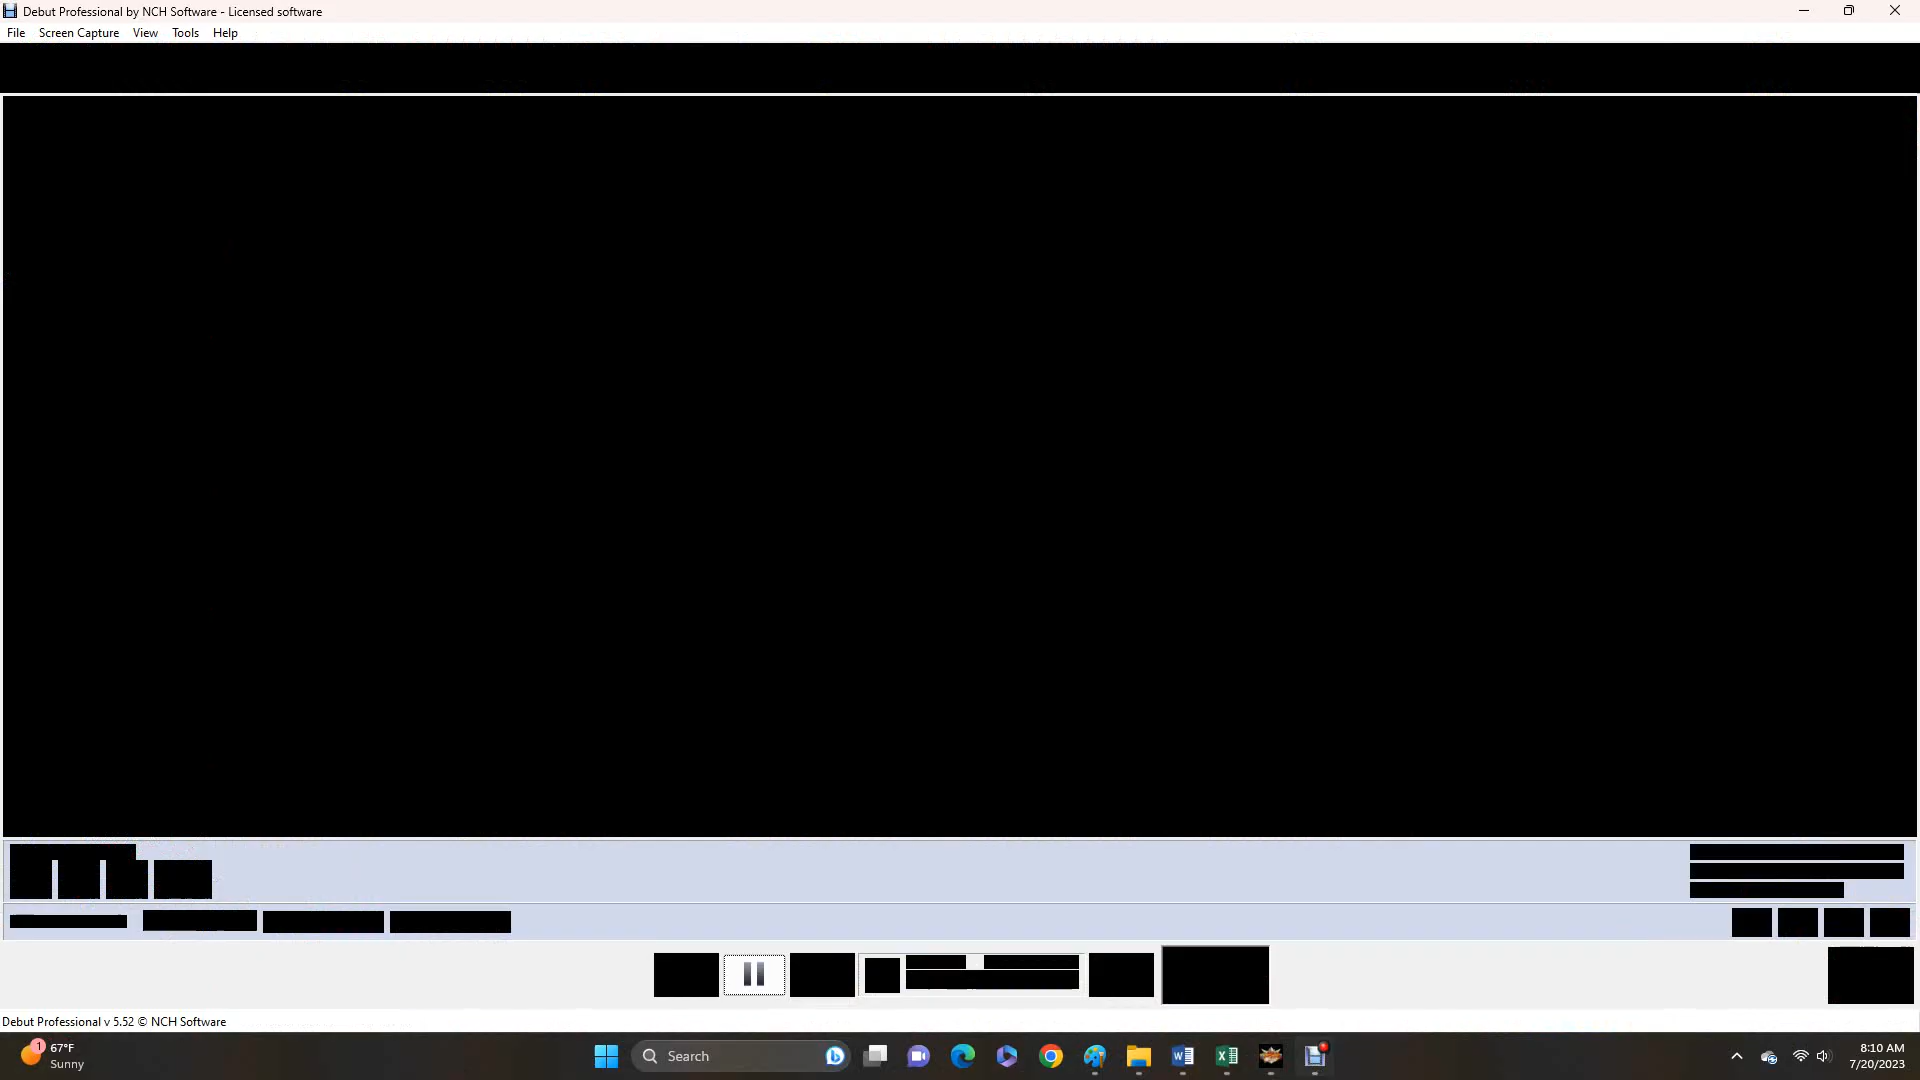 Debut Professional by NCH Software - Licensed software
File Screen Capture View Tools Help
Debut Professional v 5.52 © NCH Software
1
67°F
Sunny
Search
8:10 AM
7/20/2023